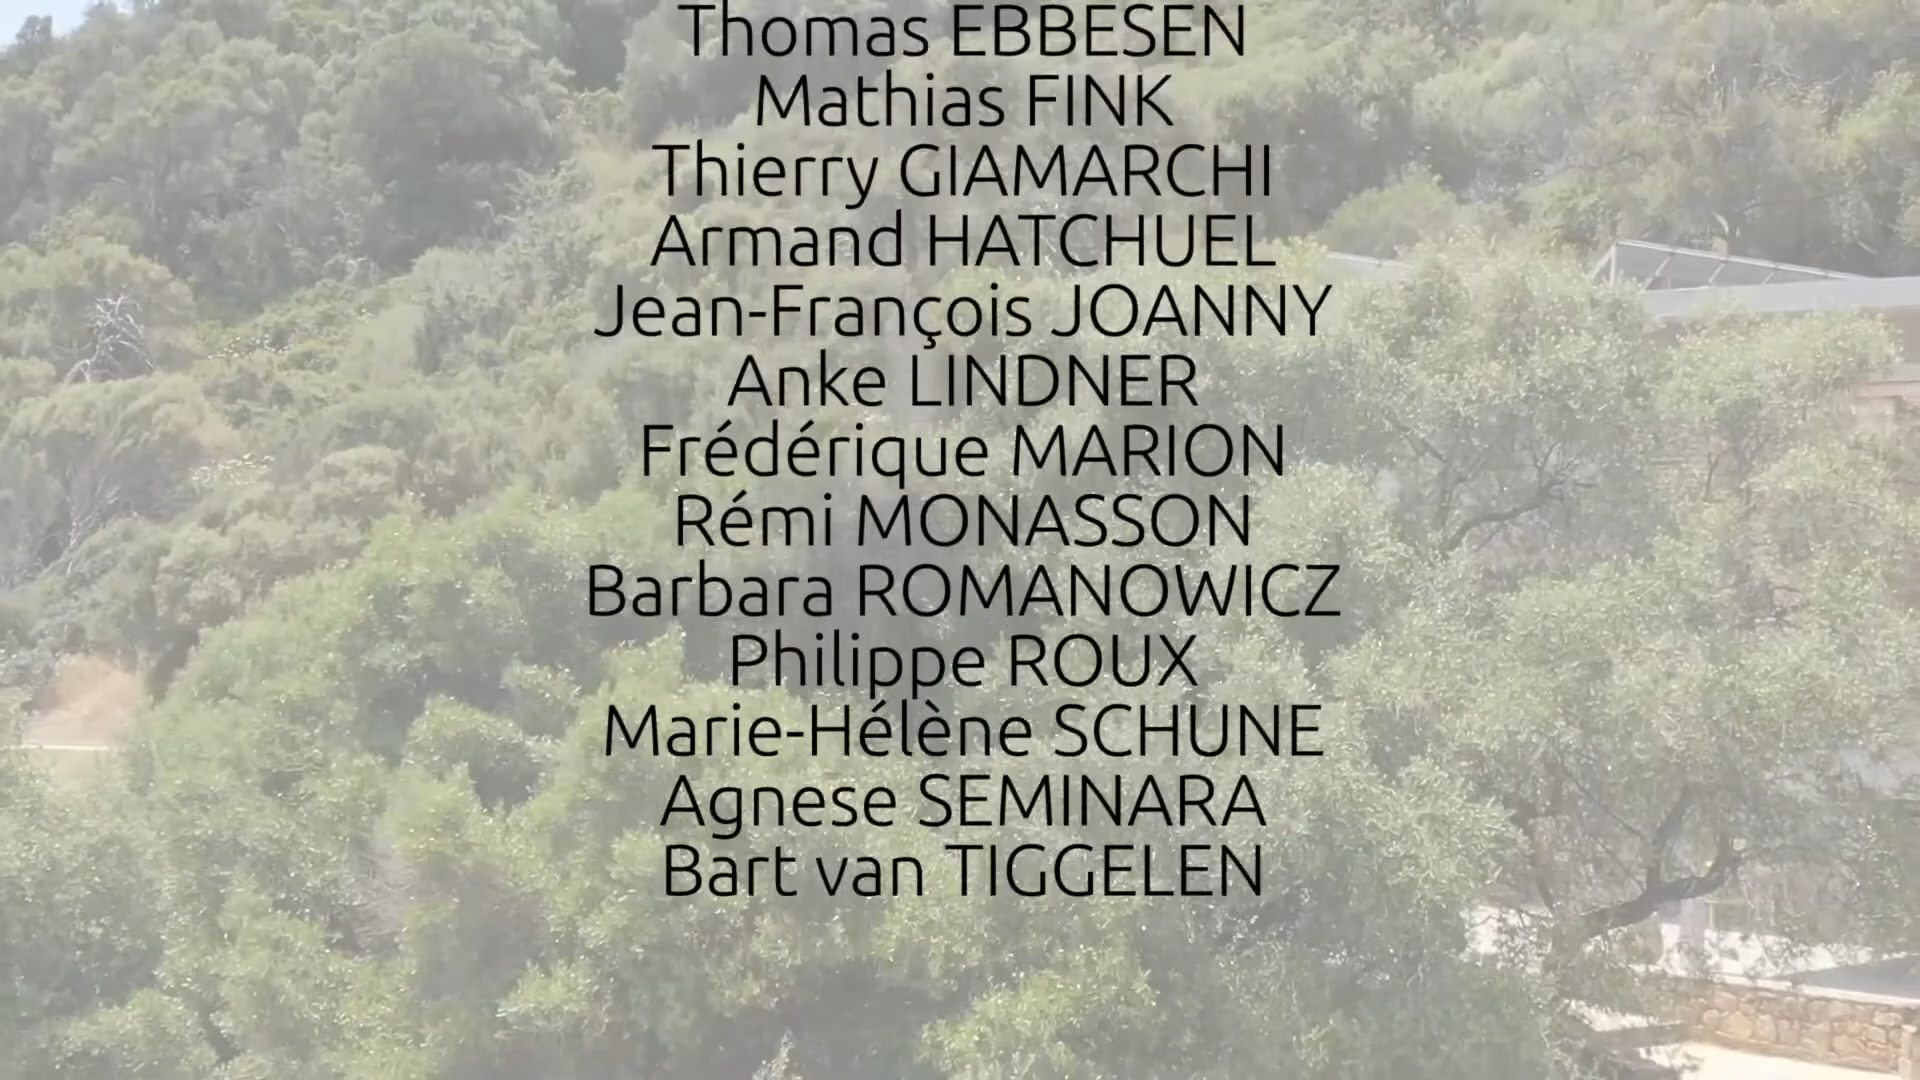 Thomas EBBESEN
Mathias FINK
Thierry GIAMARCHI
Armand HATCHUEL
Jean-François JOANNY
Anke LINDNER
Frédérique MARION
Rémi MONASSON
Barbara ROMANOWICZ
Philippe ROUX
Marie-Hélène SCHUNE
Agnese SEMINARA
Bart van TIGGELEN